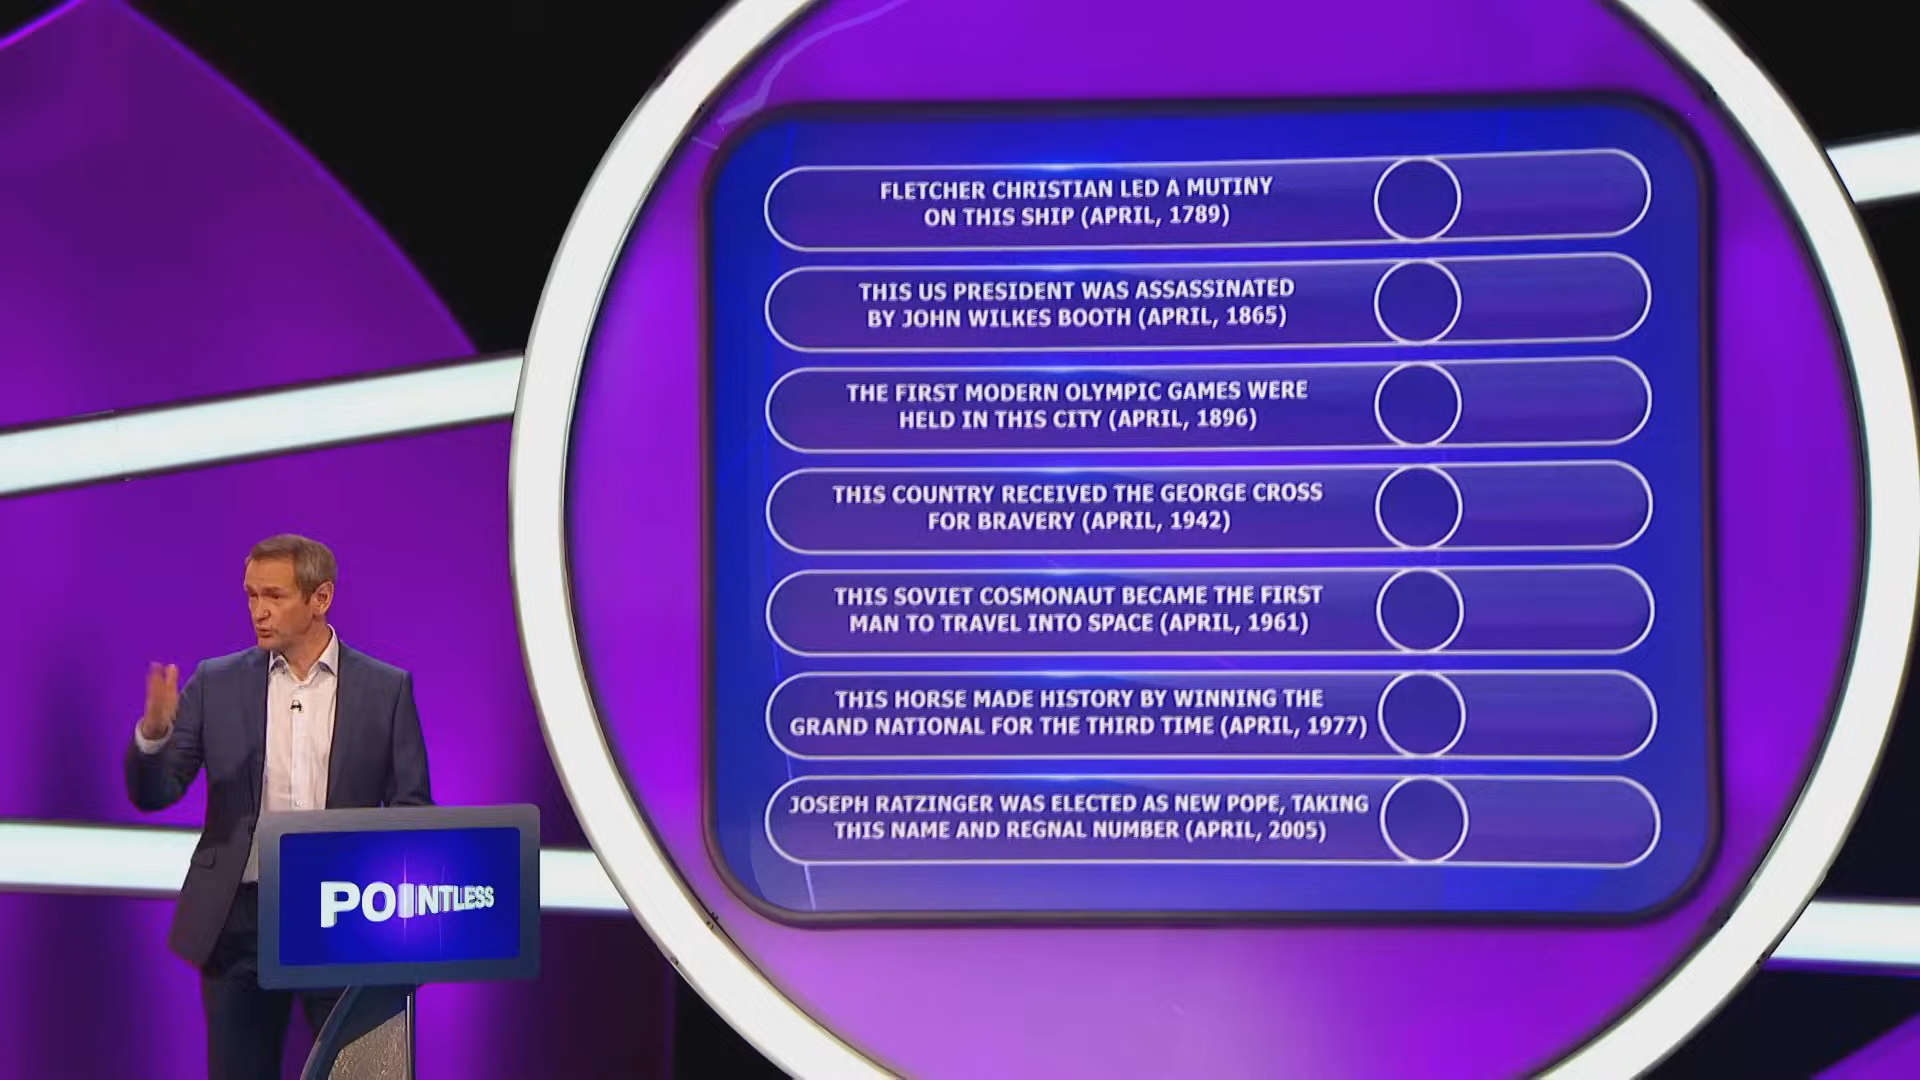 FLETCHER CHRISTIAN LED A MUTINY
ON THIS SHIP (APRIL, 1789)
THIS US PRESIDENT WAS ASSASSINATED
BY JOHN WILKES BOOTH (APRIL, 1865)
THE FIRST MODERN OLYMPIC GAMES WERE
HELD IN THIS CITY (APRIL, 1896)
THIS COUNTRY RECEIVED THE GEORGE CROSS
FOR BRAVERY (APRIL, 1942)
THIS SOVIET COSMONAUT BECAME THE FIRST
MAN TO TRAVEL INTO SPACE (APRIL, 1961)
THIS HORSE MADE HISTORY BY WINNING THE
GRAND NATIONAL FOR THE THIRD TIME (APRIL, 1977)
JOSEPH RATZINGER WAS ELECTED AS NEW POPE, TAKING
THIS NAME AND REGNAL NUMBER (APRIL, 2005)
POINTLESS